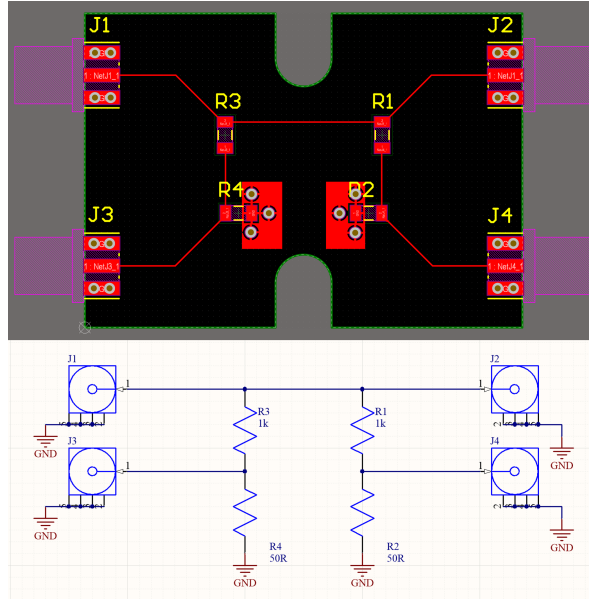 J1
J2
1 : NetJ1_1
1 : NetJ1_1
R3
R1
R4
R2
J3
J4
1 : NetJ3_1
1 : NetJ4_1
J1
J2
1
1
R3
1k
R1
1k
GND
GND
J3
J4
1
1
GND
GND
R4
50R
R2
50R
GND
GND